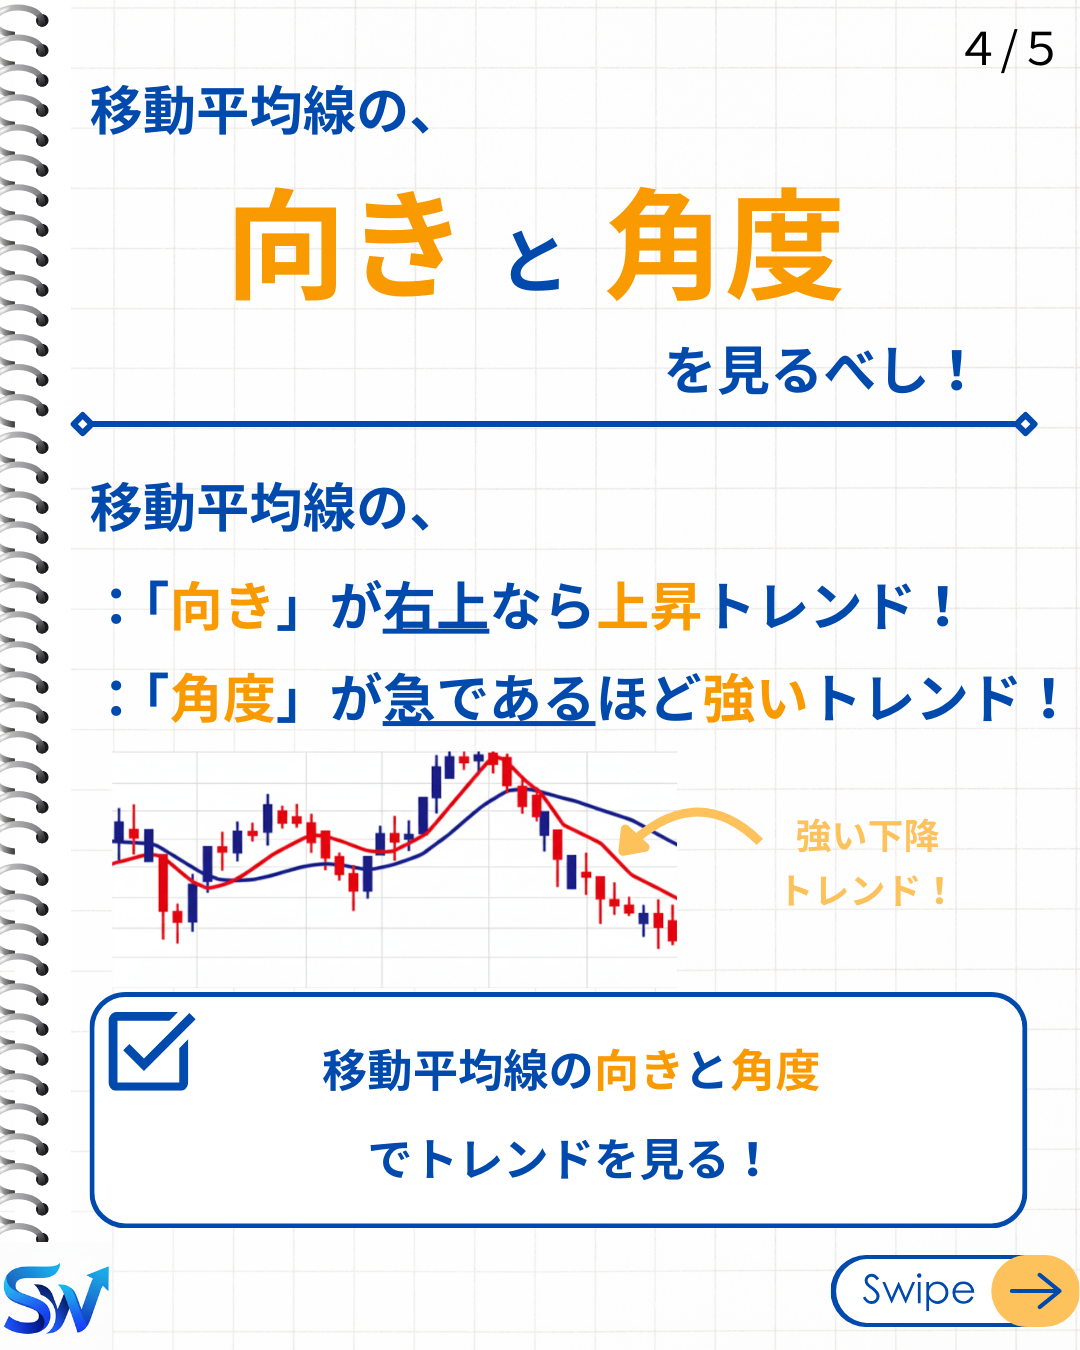 4/5
移動平均線の、
向きと角度
を見るべし！
移動平均線の、
：「向き」が右上なら上昇トレンド！
：「角度」が急であるほど強いトレンド！
強い下降
トレンド！
移動平均線の向きと角度
でトレンドを見る！
SW
Swipe